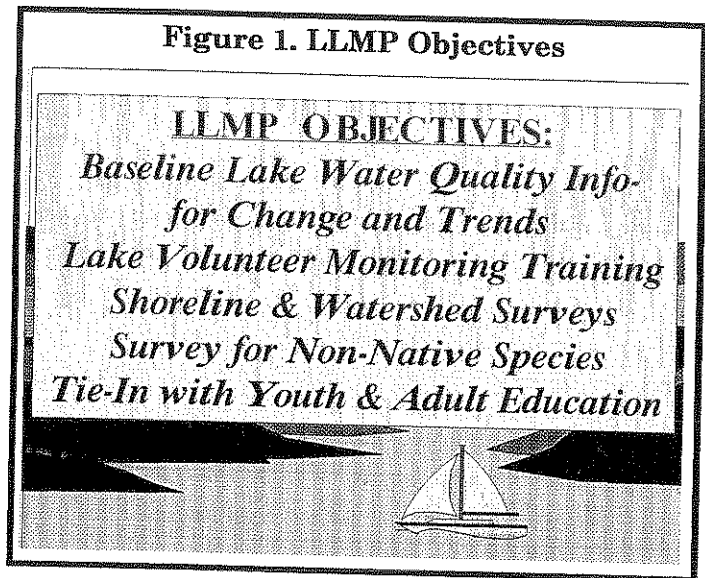 Figure 1. LLMP Objectives
LLMP OBJECTIVES:
Baseline Lake Water Quality Info-
for Change and Trends
Lake Volunteer Monitoring Training
Shoreline & Watershed Surveys
Survey for Non-Native Species
Tie-In with Youth & Adult Education